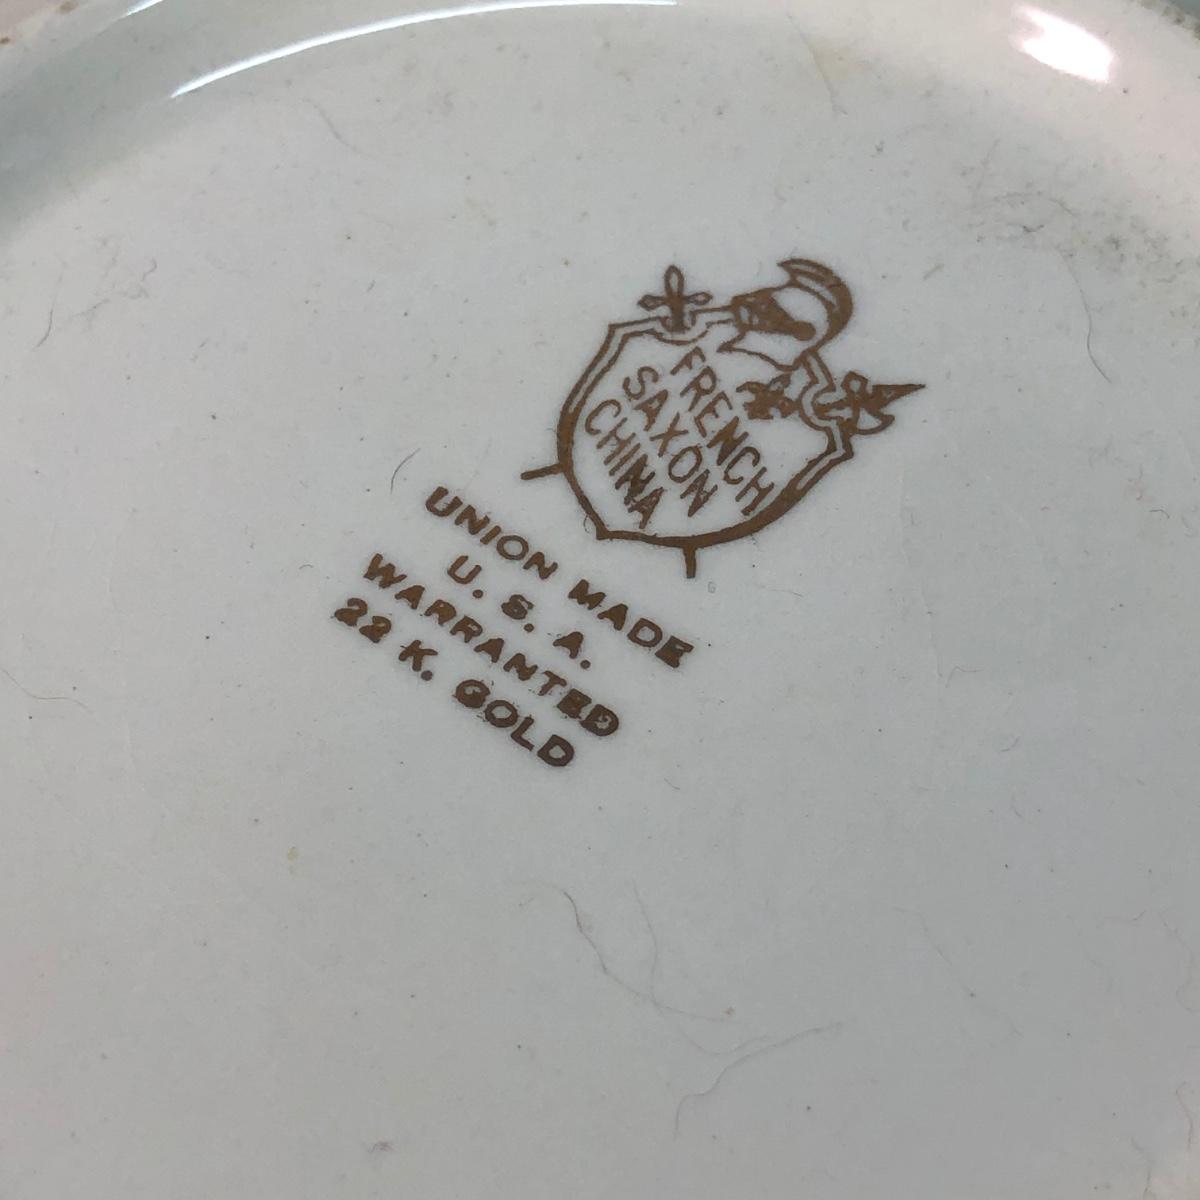 FRENCH
SAXON
CHINA
UNION MADE
U. S. A.
WARRANTED
22 K. GOLD